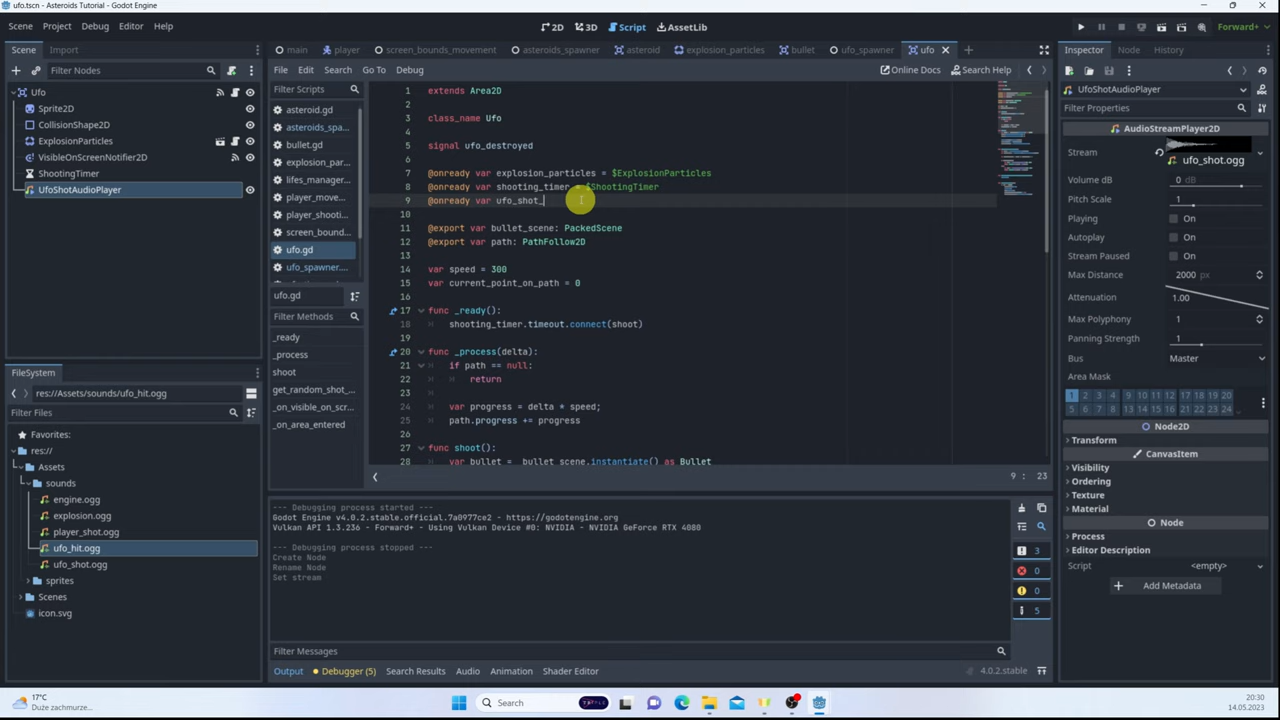 ufo.tscn - Asteroids Tutorial - Godot Engine
Scene Project Debug Editor Help
2D 3D Script AssetLib
Forward+
Scene Import
main player screen_bounds_movement asteroids_spawner asteroid explosion_particles bullet ufo_spawner ufo
Inspector Node History
Filter Nodes
File Edit Search Go To Debug
Online Docs Search Help
Ufo
Sprite2D
CollisionShape2D
ExplosionParticles
VisibleOnScreenNotifier2D
ShootingTimer
UfoShotAudioPlayer
Filter Scripts
asteroid.gd
asteroids_spa...
bullet.gd
explosion_par...
lifes_manager...
player_move...
player_shooti...
screen_bound...
ufo.gd
ufo_spawner....
ufo.gd
Filter Methods
_ready
_process
shoot
get_random_shot_...
_on_visible_on_scr...
_on_area_entered
1 extends Area2D
2
3 class_name Ufo
4
5 signal ufo_destroyed
7 @onready var explosion_particles = $ExplosionParticles
8 @onready var shooting_timer = $ShootingTimer
9 @onready var ufo_shot_
10
11 @export var bullet_scene: PackedScene
12 @export var path: PathFollow2D
14 var speed = 300
15 var current_point_on_path = 0
16
17 func _ready():
18 shooting_timer.timeout.connect(shoot)
19
20 func _process(delta):
21 if path == null:
22 return
23
24 var progress = delta * speed;
25 path.progress += progress
26
27 func shoot():
28 var bullet = bullet_scene.instantiate() as Bullet
9 : 23
UfoShotAudioPlayer
Filter Properties
AudioStreamPlayer2D
Stream
ufo_shot.ogg
Volume dB 0 dB
Pitch Scale 1
Playing On
Autoplay On
Stream Paused On
Max Distance 2000 px
Attenuation 1.00
Max Polyphony 1
Panning Strength 1
Bus Master
Area Mask
1 2 3 4 9 10 11 12 17 18 19 20
5 6 7 8 13 14 15 16 21 22 23 24
Node2D
Transform
CanvasItem
Visibility
Ordering
Texture
Material
Node
Process
Editor Description
Script <empty>
Add Metadata
FileSystem
res://Assets/sounds/ufo_hit.ogg
Filter Files
Favorites:
res://
Assets
sounds
engine.ogg
explosion.ogg
player_shot.ogg
ufo_hit.ogg
ufo_shot.ogg
sprites
Scenes
icon.svg
--- Debugging process started ---
Godot Engine v4.0.2.stable.official.7a0977ce2 - https://godotengine.org
Vulkan API 1.3.236 - Forward+ - Using Vulkan Device #0: NVIDIA - NVIDIA GeForce RTX 4080
--- Debugging process stopped ---
Create Node
Rename Node
Set stream
3
0
0
5
Filter Messages
Output Debugger (5) Search Results Audio Animation Shader Editor
4.0.2.stable
17°C
Duże zachmurze...
Search
20:30
14.05.2023